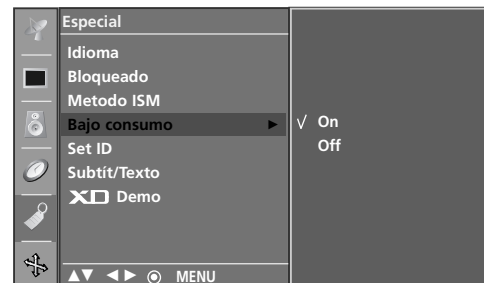 Especial
Idioma
Bloqueado
Metodo ISM
Bajo consumo ►
√ On
Off
Set ID
Subtít/Texto
XD Demo
▲▼ ◄► ⊙ MENU